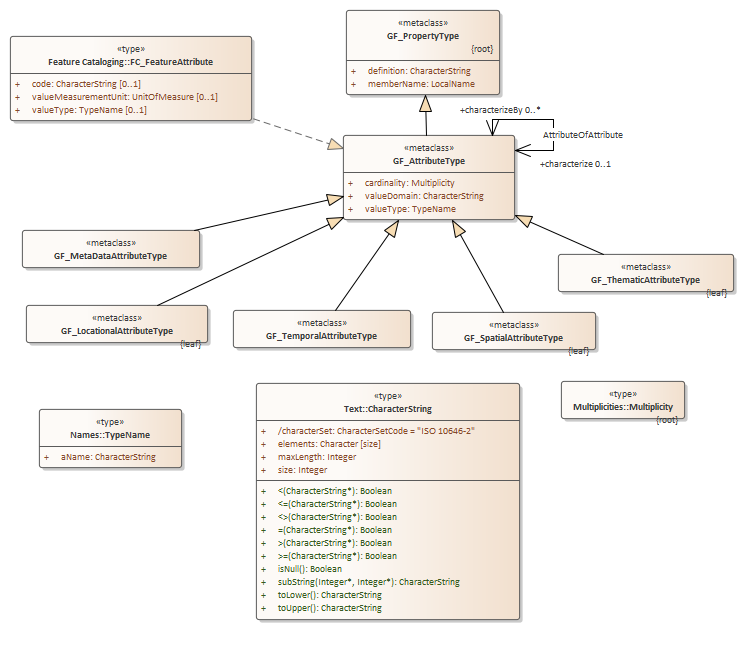 «type»
Feature Cataloging::FC_FeatureAttribute
+ code: CharacterString [0..1]
+ valueMeasurementUnit: UnitOfMeasure [0..1]
+ valueType: TypeName [0..1]
«metaclass»
GF_PropertyType
{root}
+ definition: CharacterString
+ memberName: LocalName
+characterizeBy 0..*
AttributeOfAttribute
+characterize 0..1
«metaclass»
GF_AttributeType
+ cardinality: Multiplicity
+ valueDomain: CharacterString
+ valueType: TypeName
«metaclass»
GF_MetaDataAttributeType
«metaclass»
GF_ThematicAttributeType
{leaf}
«metaclass»
GF_LocationalAttributeType
{leaf}
«metaclass»
GF_TemporalAttributeType
«metaclass»
GF_SpatialAttributeType
{leaf}
«type»
Names::TypeName
+ aName: CharacterString
«type»
Text::CharacterString
+ /characterSet: CharacterSetCode = "ISO 10646-2"
+ elements: Character [size]
+ maxLength: Integer
+ size: Integer
+ <(CharacterString*): Boolean
+ <=(CharacterString*): Boolean
+ <>(CharacterString*): Boolean
+ =(CharacterString*): Boolean
+ >(CharacterString*): Boolean
+ >=(CharacterString*): Boolean
+ isNull(): Boolean
+ subString(Integer*, Integer*): CharacterString
+ toLower(): CharacterString
+ toUpper(): CharacterString
«type»
Multiplicities::Multiplicity
{root}